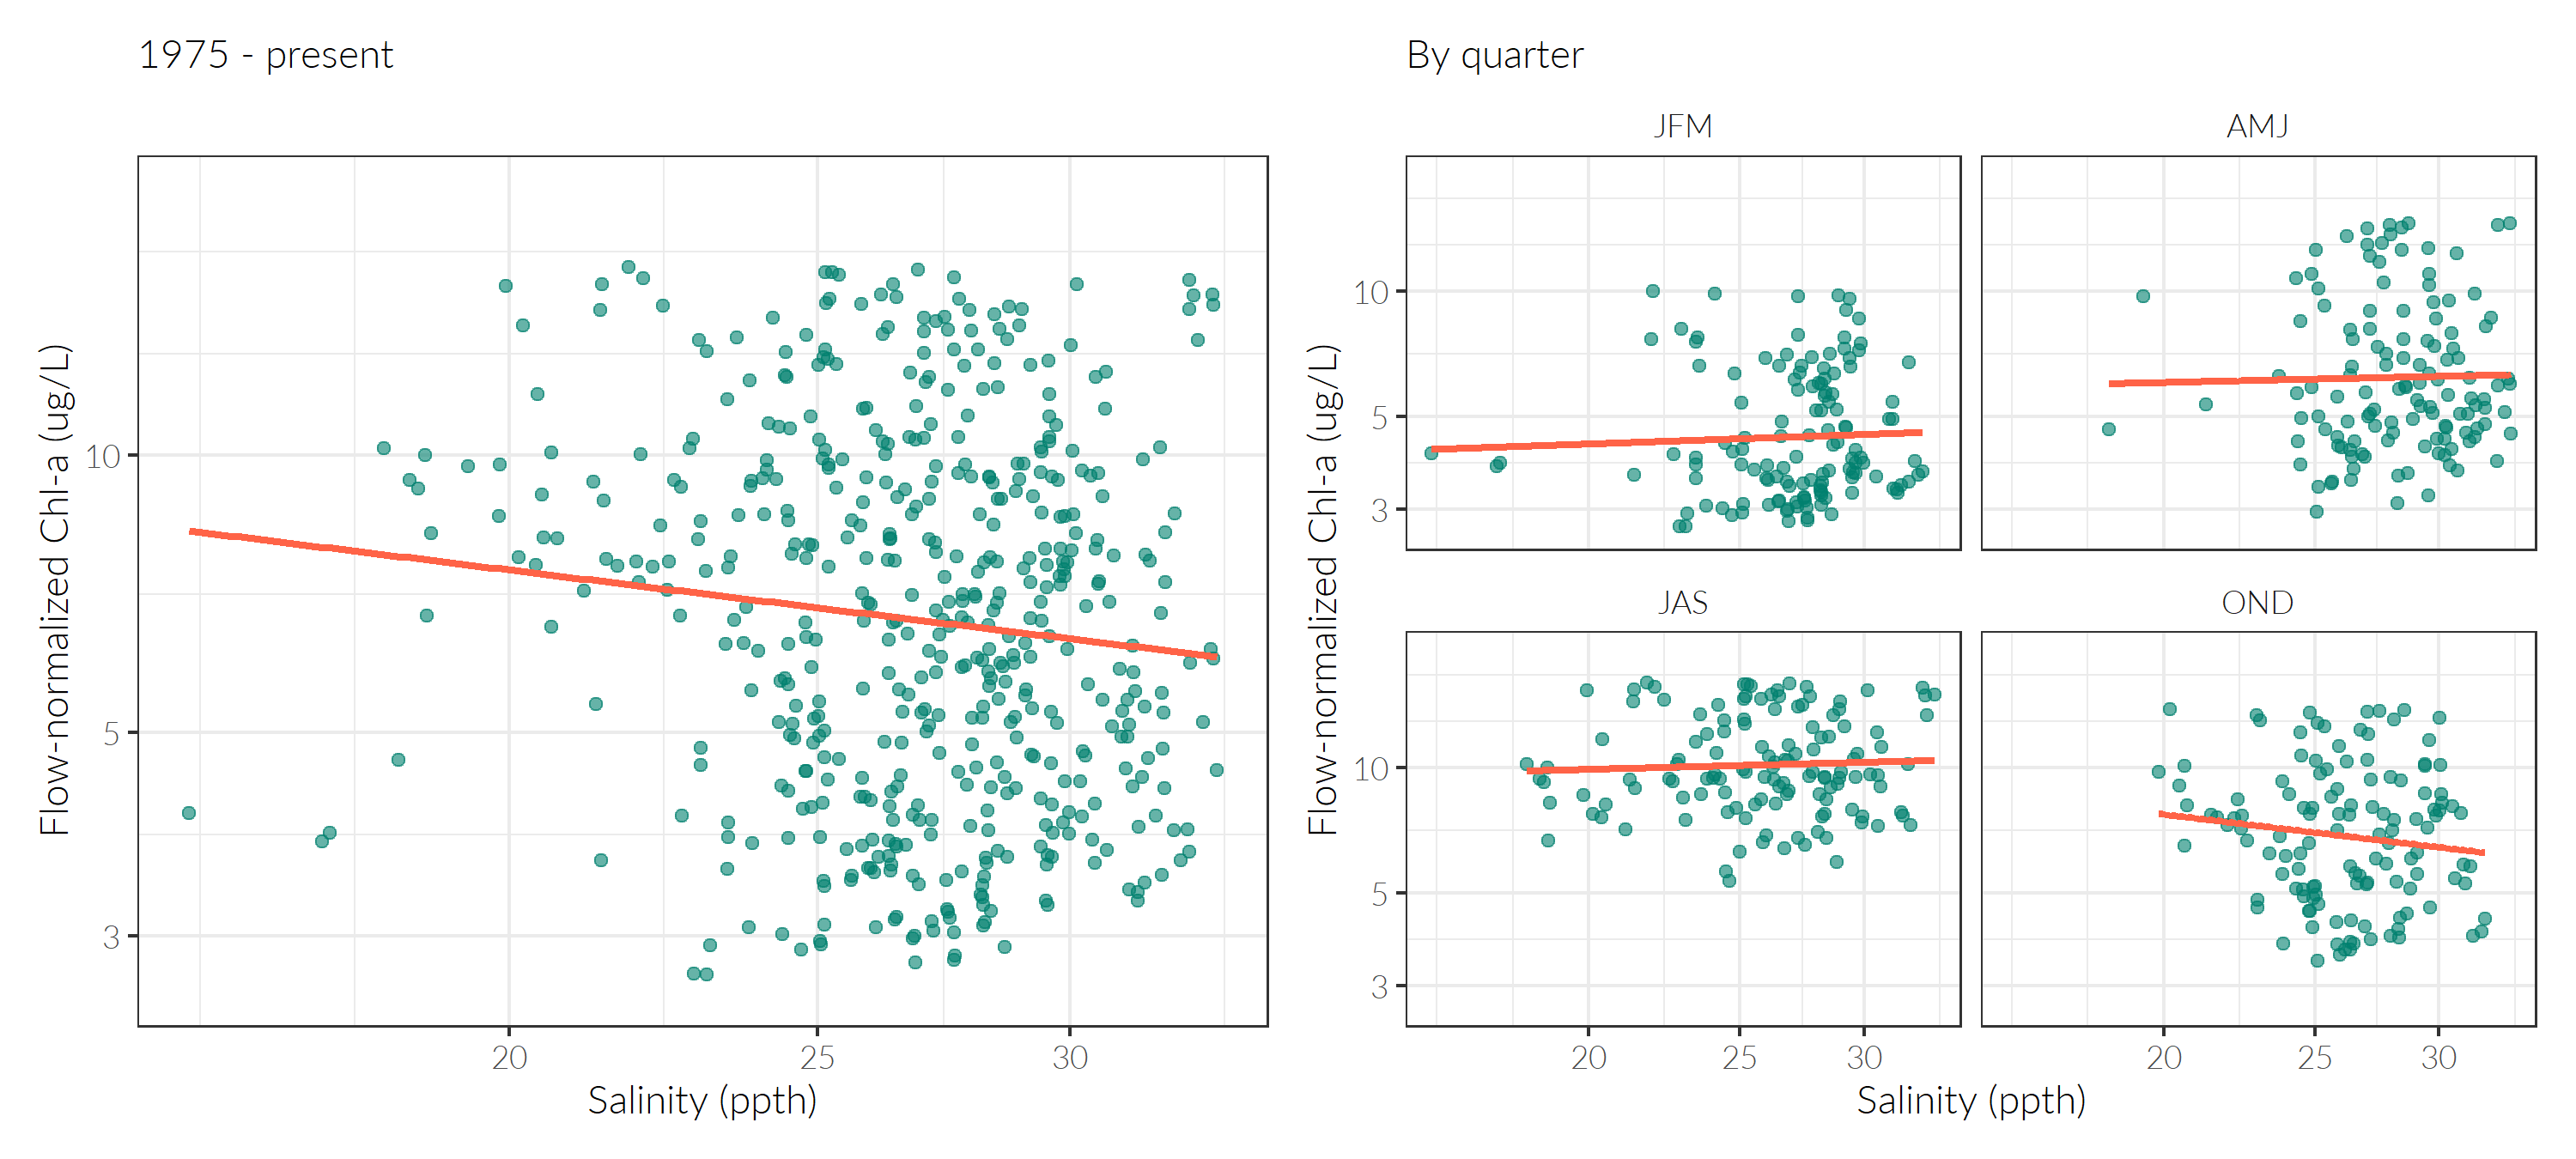 1975 - present
Flow-normalized Chl-a (ug/L)
10
5
3
20 25 30
Salinity (ppth)
By quarter
JFM AMJ
Flow-normalized Chl-a (ug/L)
10
5
3
JAS OND
10
5
3
20 25 30 20 25 30
Salinity (ppth)